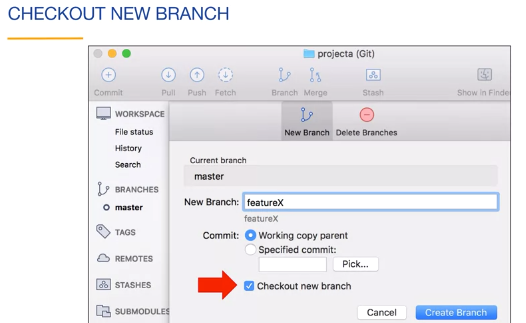 CHECKOUT NEW BRANCH
projecta (Git)
Commit Pull Push Fetch Branch Merge Stash Show in Finder
WORKSPACE
File status
History
Search
BRANCHES
master
TAGS
REMOTES
STASHES
SUBMODULES
New Branch Delete Branches
Current branch
master
New Branch: featureX
featureX
Commit: Working copy parent
Specified commit:
Pick...
Checkout new branch
Cancel Create Branch